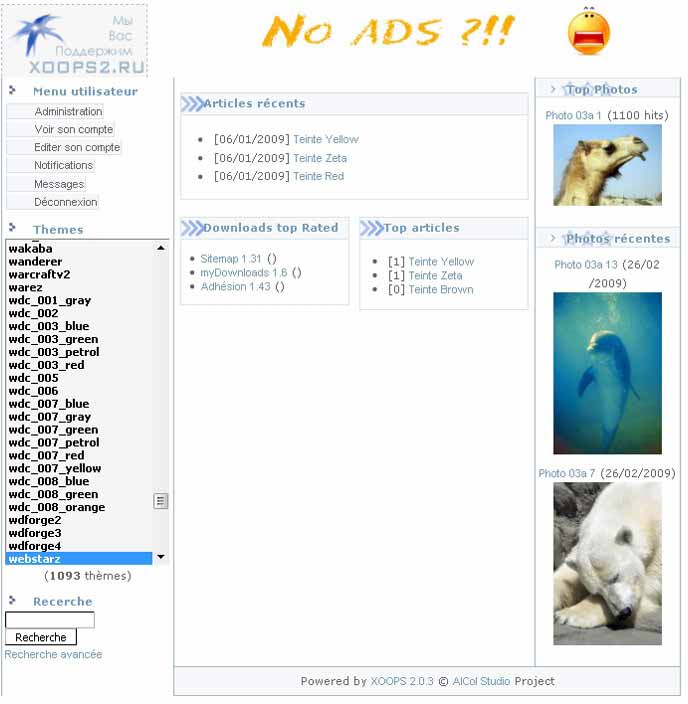 Мы
Вас
Поддержим
XOOPS2.RU
No ADS ?!!
Menu utilisateur
Administration
Voir son compte
Editer son compte
Notifications
Messages
Déconnexion
Themes
wakaba
wanderer
warcraftv2
warez
wdc_001_gray
wdc_002
wdc_003_blue
wdc_003_green
wdc_003_petrol
wdc_003_red
wdc_005
wdc_006
wdc_007_blue
wdc_007_gray
wdc_007_green
wdc_007_petrol
wdc_007_red
wdc_007_yellow
wdc_008_blue
wdc_008_green
wdc_008_orange
wdforge2
wdforge3
wdforge4
webstarz
(1093 thèmes)
Recerche
Recherche
Recherche avancée
Articles récents
[06/01/2009] Teinte Yellow
[06/01/2009] Teinte Zeta
[06/01/2009] Teinte Red
Downloads top Rated
Sitemap 1.31 ()
myDownloads 1.6 ()
Adhésion 1.43 ()
Top articles
[1] Teinte Yellow
[1] Teinte Zeta
[0] Teinte Brown
Top Photos
Photo 03a 1 (1100 hits)
Photos récentes
Photo 03a 13 (26/02
/2009)
Photo 03a 7 (26/02/2009)
Powered by XOOPS 2.0.3 © AlCol Studio Project